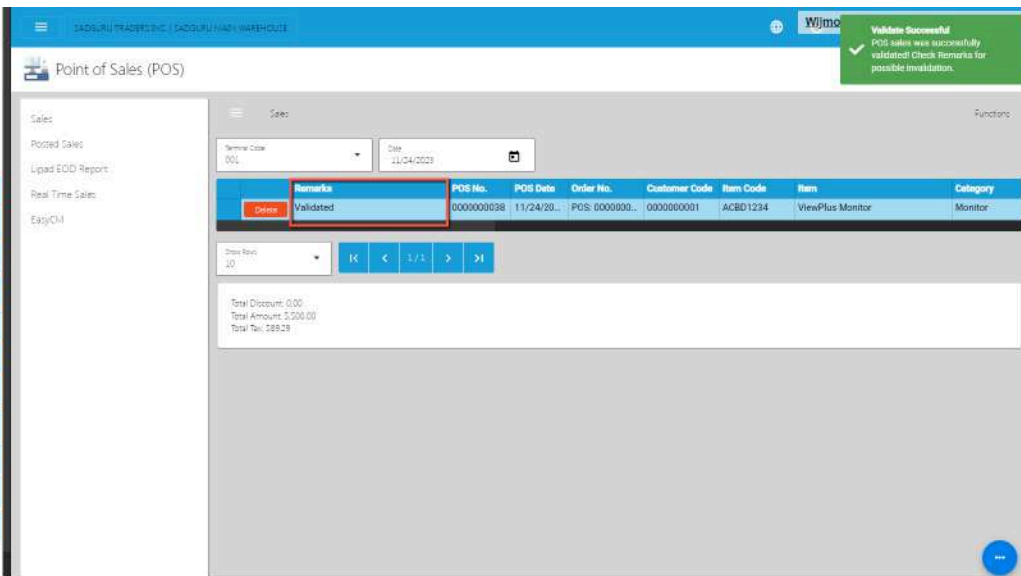 SADGURU TRADERS INC. | SADGURU MAIN WAREHOUSE
Wijmo
Validate Successful
POS sales was successfully
validated! Check Remarks for
possible invalidation.
Point of Sales (POS)
Sales
Posted Sales
Ligad EOD Report
Real Time Sales
EasyCM
Sales
Functions
Terminal Code
001
Date
11/24/2023
Remarks POS No. POS Date Order No. Customer Code Item Code Item Category
Delete Validated 0000000038 11/24/20... POS: 0000000... 0000000001 ACBD1234 ViewPlus Monitor Monitor
Show Rows
10
1/1
Total Discount: 0.00
Total Amount: 5,500.00
Total Tax: 589.29